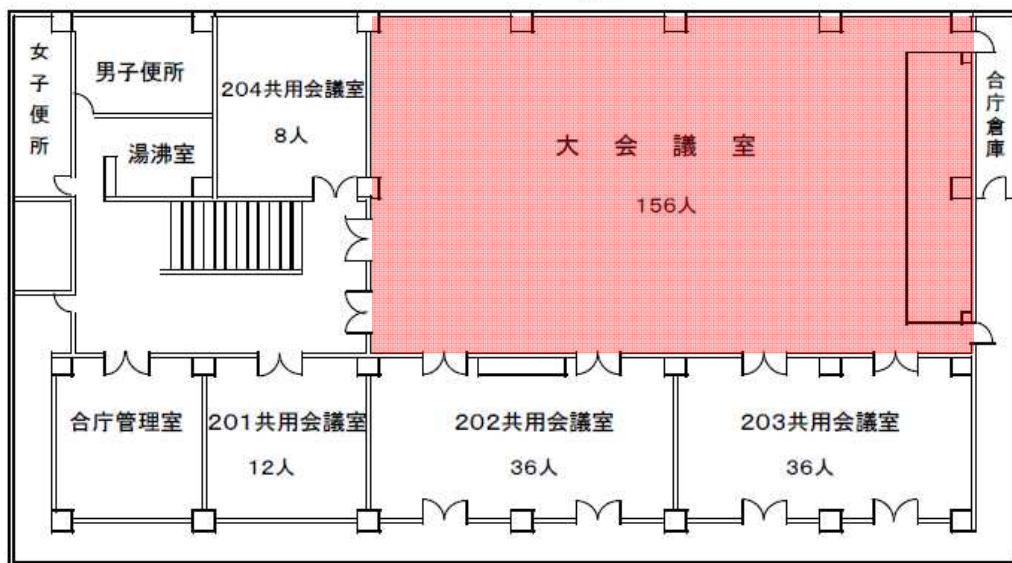 女子便所
男子便所
湯沸室
204共用会議室
8人
大会議室
156人
合庁倉庫
合庁管理室
201共用会議室
12人
202共用会議室
36人
203共用会議室
36人